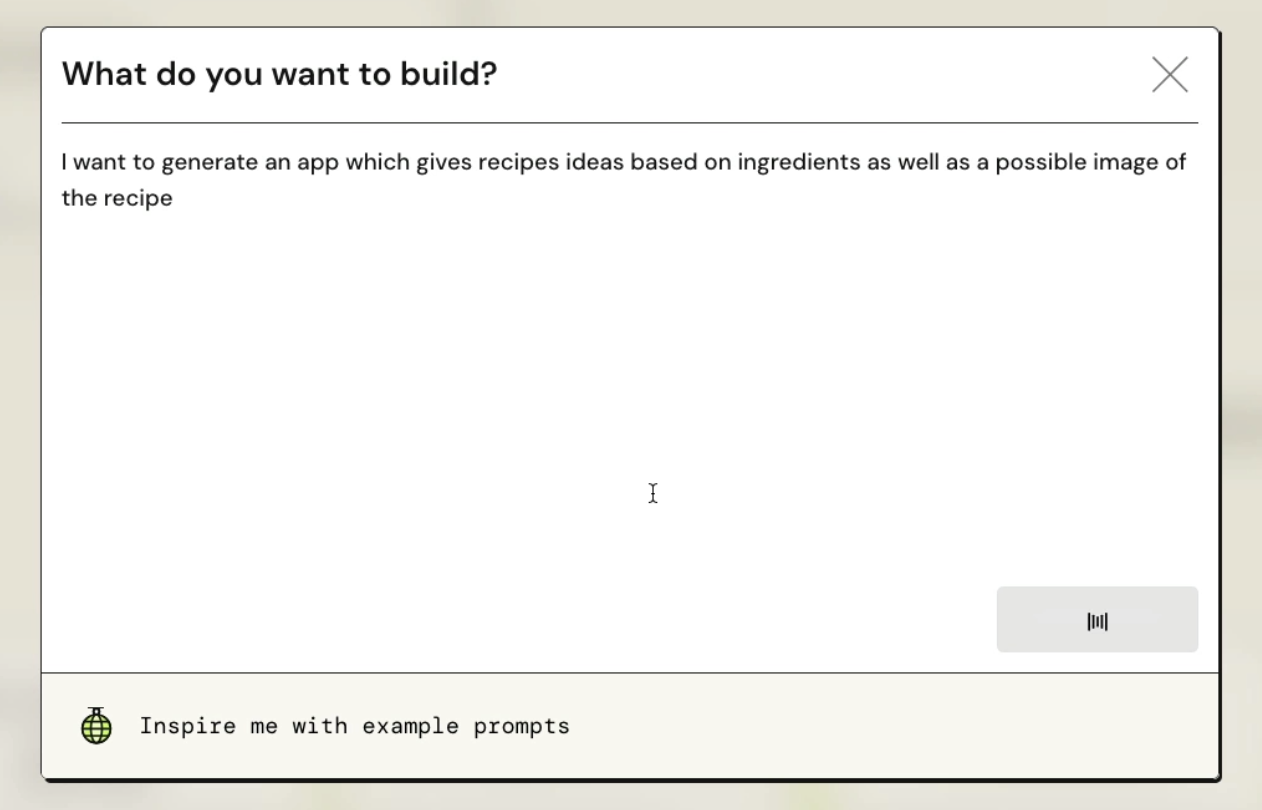 What do you want to build?
I want to generate an app which gives recipes ideas based on ingredients as well as a possible image of
the recipe
Inspire me with example prompts